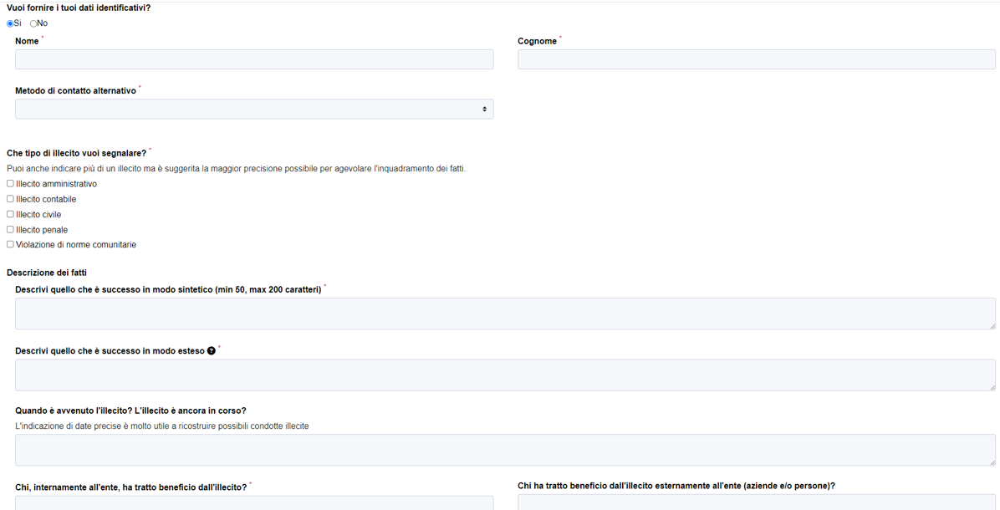 Vuoi fornire i tuoi dati identificativi?
Si No
Nome *
Cognome *
Metodo di contatto alternativo *
Che tipo di illecito vuoi segnalare? *
Puoi anche indicare più di un illecito ma è suggerita la maggior precisione possibile per agevolare l'inquadramento dei fatti.
Illecito amministrativo
Illecito contabile
Illecito civile
Illecito penale
Violazione di norme comunitarie
Descrizione dei fatti
Descrivi quello che è successo in modo sintetico (min 50, max 200 caratteri) *
Descrivi quello che è successo in modo esteso ? *
Quando è avvenuto l'illecito? L'illecito è ancora in corso?
L'indicazione di date precise è molto utile a ricostruire possibili condotte illecite
Chi, internamente all'ente, ha tratto beneficio dall'illecito? *
Chi ha tratto beneficio dall'illecito esternamente all'ente (aziende e/o persone)?